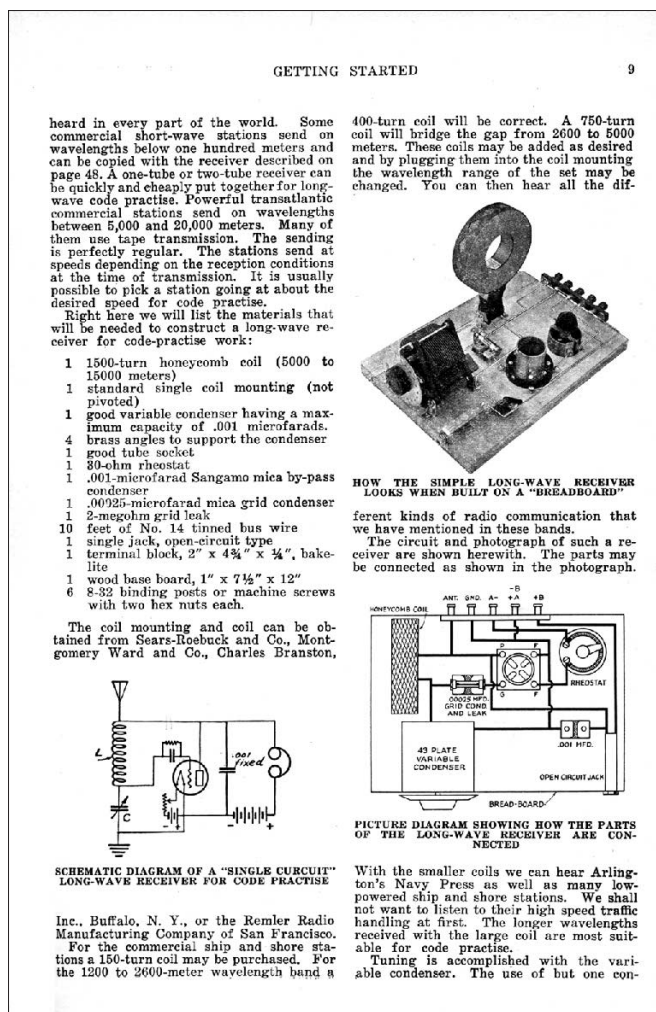 GETTING STARTED 9
heard in every part of the world. Some
commercial short-wave stations send on
wavelengths below one hundred meters and
can be copied with the receiver described on
page 48. A one-tube or two-tube receiver can
be quickly and cheaply put together for long-
wave code practise. Powerful transatlantic
commercial stations send on wavelengths
between 5,000 and 20,000 meters. Many of
them use tape transmission. The sending
is perfectly regular. The stations send at
speeds depending on the reception conditions
at the time of transmission. It is usually
possible to pick a station going at about the
desired speed for code practise.
Right here we will list the materials that
will be needed to construct a long-wave re-
ceiver for code-practise work:
1 1500-turn honeycomb coil (5000 to
15000 meters)
1 standard single coil mounting (not
pivoted)
1 good variable condenser having a max-
imum capacity of .001 microfarads.
4 brass angles to support the condenser
1 good tube socket
1 30-ohm rheostat
1 .001-microfarad Sangamo mica by-pass
condenser
1 .00025-microfarad mica grid condenser
1 2-megohm grid leak
10 feet of No. 14 tinned bus wire
1 single jack, open-circuit type
1 terminal block, 2" x 4¾" x ¼", bake-
lite
1 wood base board, 1" x 7½" x 12"
6 8-32 binding posts or machine screws
with two hex nuts each.
The coil mounting and coil can be ob-
tained from Sears-Roebuck and Co., Mont-
gomery Ward and Co., Charles Branston,
L
C
.001
fixed
- +
- +
SCHEMATIC DIAGRAM OF A "SINGLE CURCUIT"
LONG-WAVE RECEIVER FOR CODE PRACTISE
Inc., Buffalo, N. Y., or the Remler Radio
Manufacturing Company of San Francisco.
For the commercial ship and shore sta-
tions a 150-turn coil may be purchased. For
the 1200 to 2600-meter wavelength band a
400-turn coil will be correct. A 750-turn
coil will bridge the gap from 2600 to 5000
meters. These coils may be added as desired
and by plugging them into the coil mounting
the wavelength range of the set may be
changed. You can then hear all the dif-
HOW THE SIMPLE LONG-WAVE RECEIVER
LOOKS WHEN BUILT ON A "BREADBOARD"
ferent kinds of radio communication that
we have mentioned in these bands.
The circuit and photograph of such a re-
ceiver are shown herewith. The parts may
be connected as shown in the photograph.
-B
ANT. GND. A- +A +B
HONEYCOMB COIL
P F
G F
RHEOSTAT
.00025 MFD.
GRID COND.
AND LEAK
.001 MFD.
43 PLATE
VARIABLE
CONDENSER
OPEN CIRCUIT JACK
BREAD-BOARD
PICTURE DIAGRAM SHOWING HOW THE PARTS
OF THE LONG-WAVE RECEIVER ARE CON-
NECTED
With the smaller coils we can hear Arling-
ton's Navy Press as well as many low-
powered ship and shore stations. We shall
not want to listen to their high speed traffic
handling at first. The longer wavelengths
received with the large coil are most suit-
able for code practise.
Tuning is accomplished with the vari-
able condenser. The use of but one con-